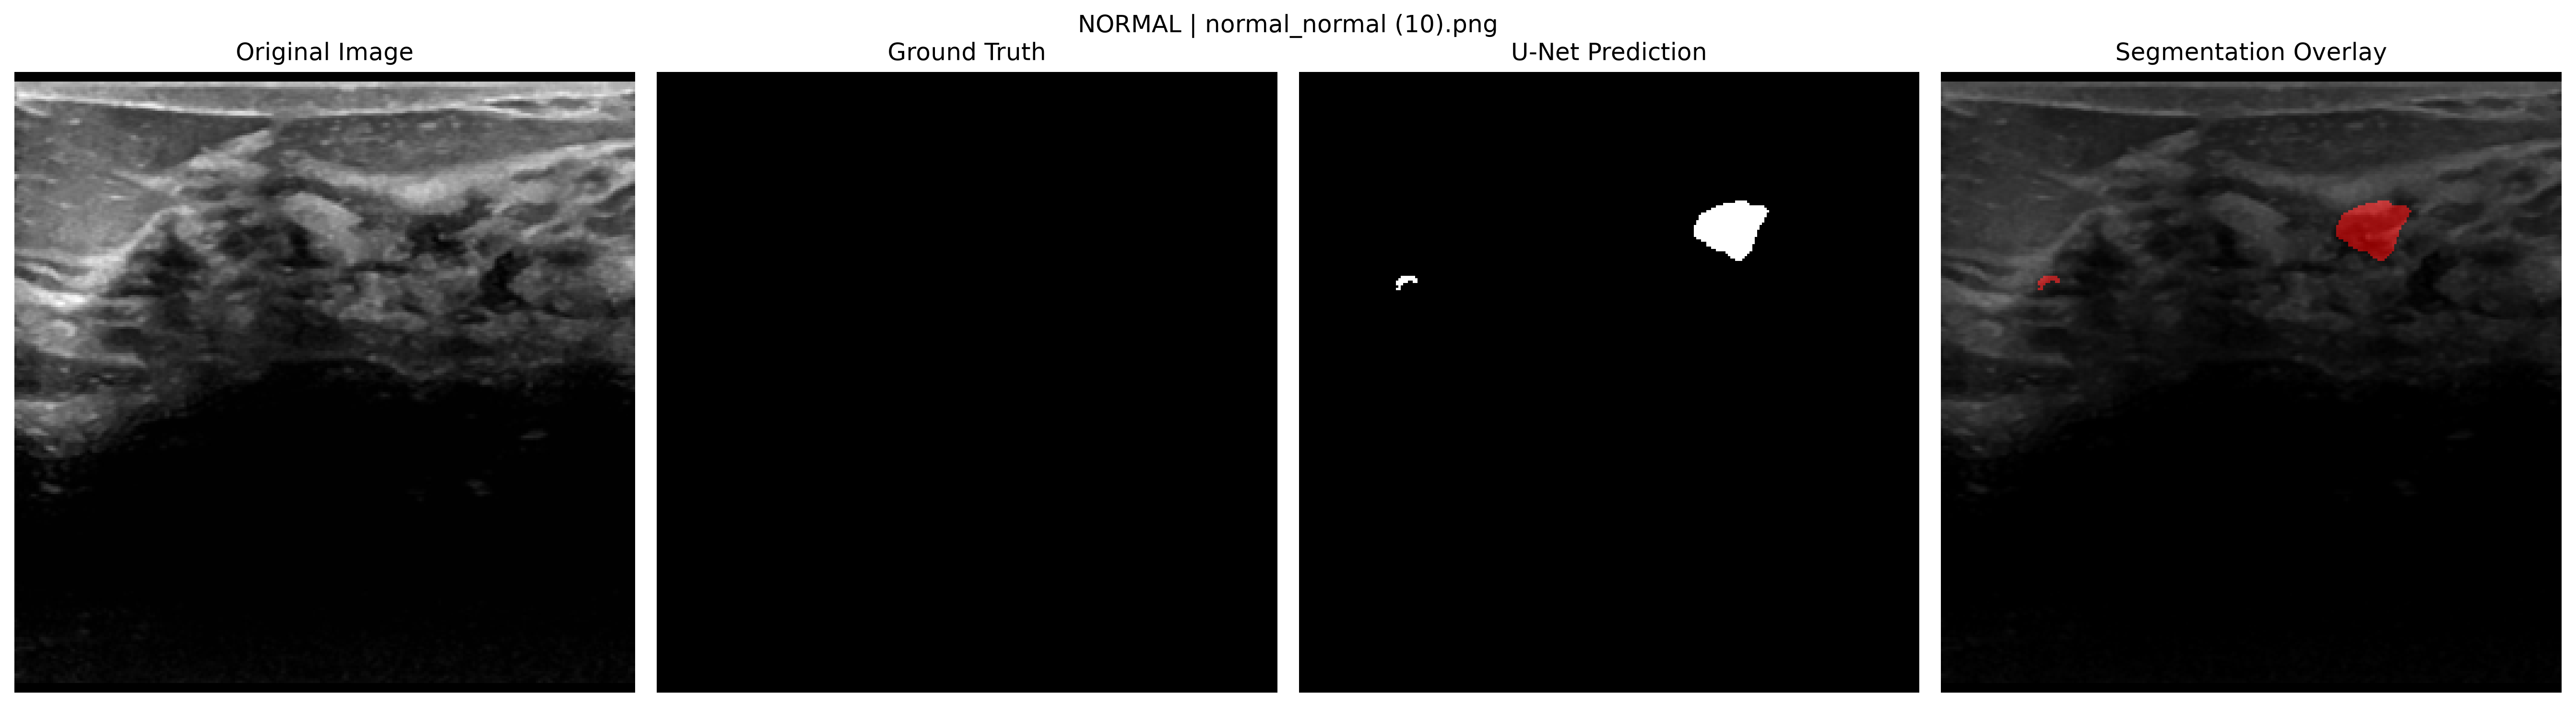 NORMAL | normal_normal (10).png
Original Image
Ground Truth
U-Net Prediction
Segmentation Overlay